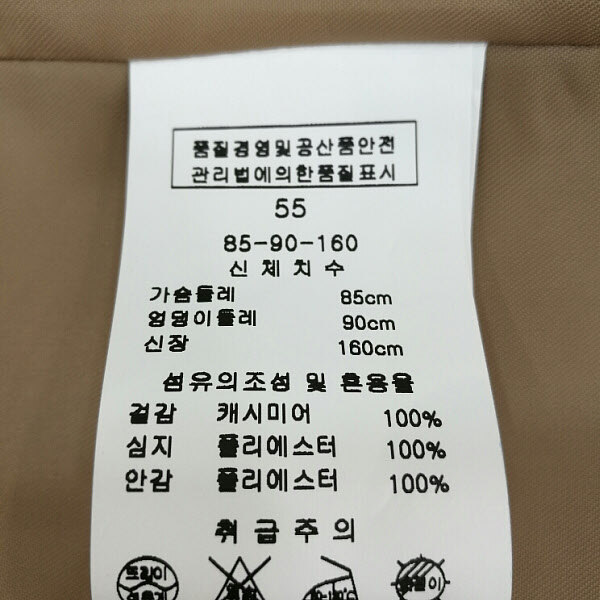 품질경영및공산품안전
관리법에의한품질표시
55
85-90-160
신체치수
가슴둘레 85cm
엉덩이둘레 90cm
신장 160cm
섬유의조성 및 혼용율
겉감 캐시미어 100%
심지 폴리에스터 100%
안감 폴리에스터 100%
취급주의
드라이